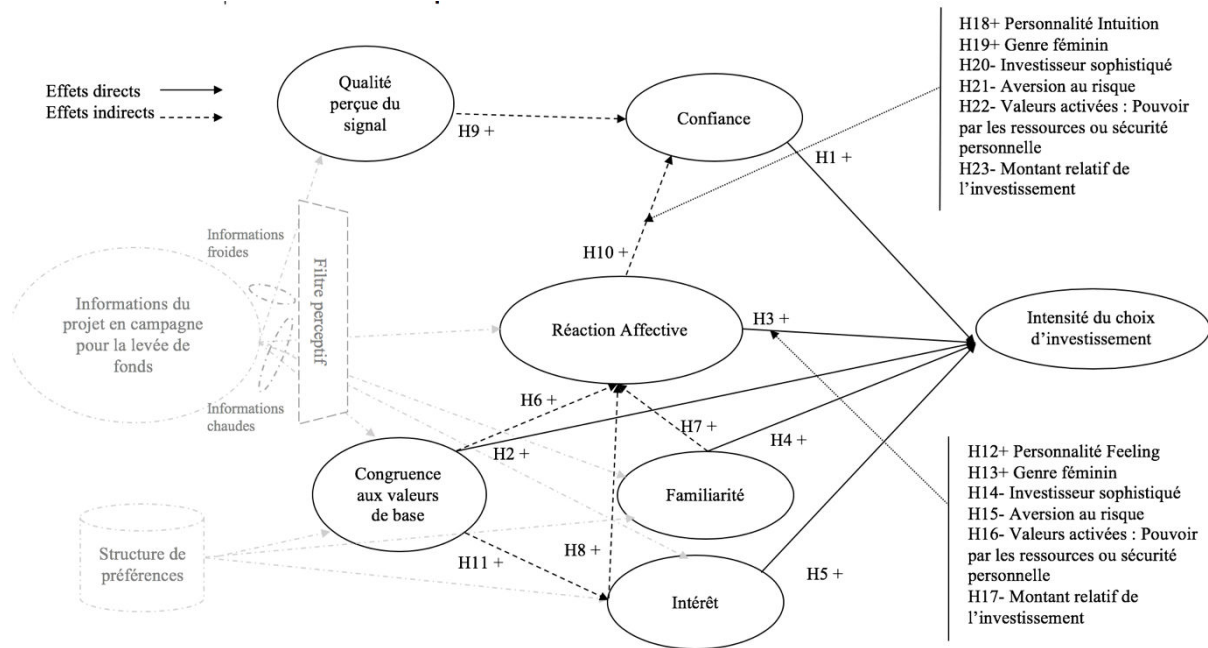 Effets directs
Effets indirects
Qualité
perçue du
signal
H9 +
Confiance
H1 +
H18+ Personnalité Intuition
H19+ Genre féminin
H20- Investisseur sophistiqué
H21- Aversion au risque
H22- Valeurs activées : Pouvoir
par les ressources ou sécurité
personnelle
H23- Montant relatif de
l’investissement
Informations
froides
Filtre perceptif
Informations du
projet en campagne
pour la levée de
fonds
Informations
chaudes
H10 +
Réaction Affective
H3 +
Intensité du choix
d’investissement
H6 +
H7 +
H2 +
H4 +
Congruence
aux valeurs
de base
Familiarité
Structure de
préférences
H11 +
H8 +
H5 +
Intérêt
H12+ Personnalité Feeling
H13+ Genre féminin
H14- Investisseur sophistiqué
H15- Aversion au risque
H16- Valeurs activées : Pouvoir
par les ressources ou sécurité
personnelle
H17- Montant relatif de
l’investissement